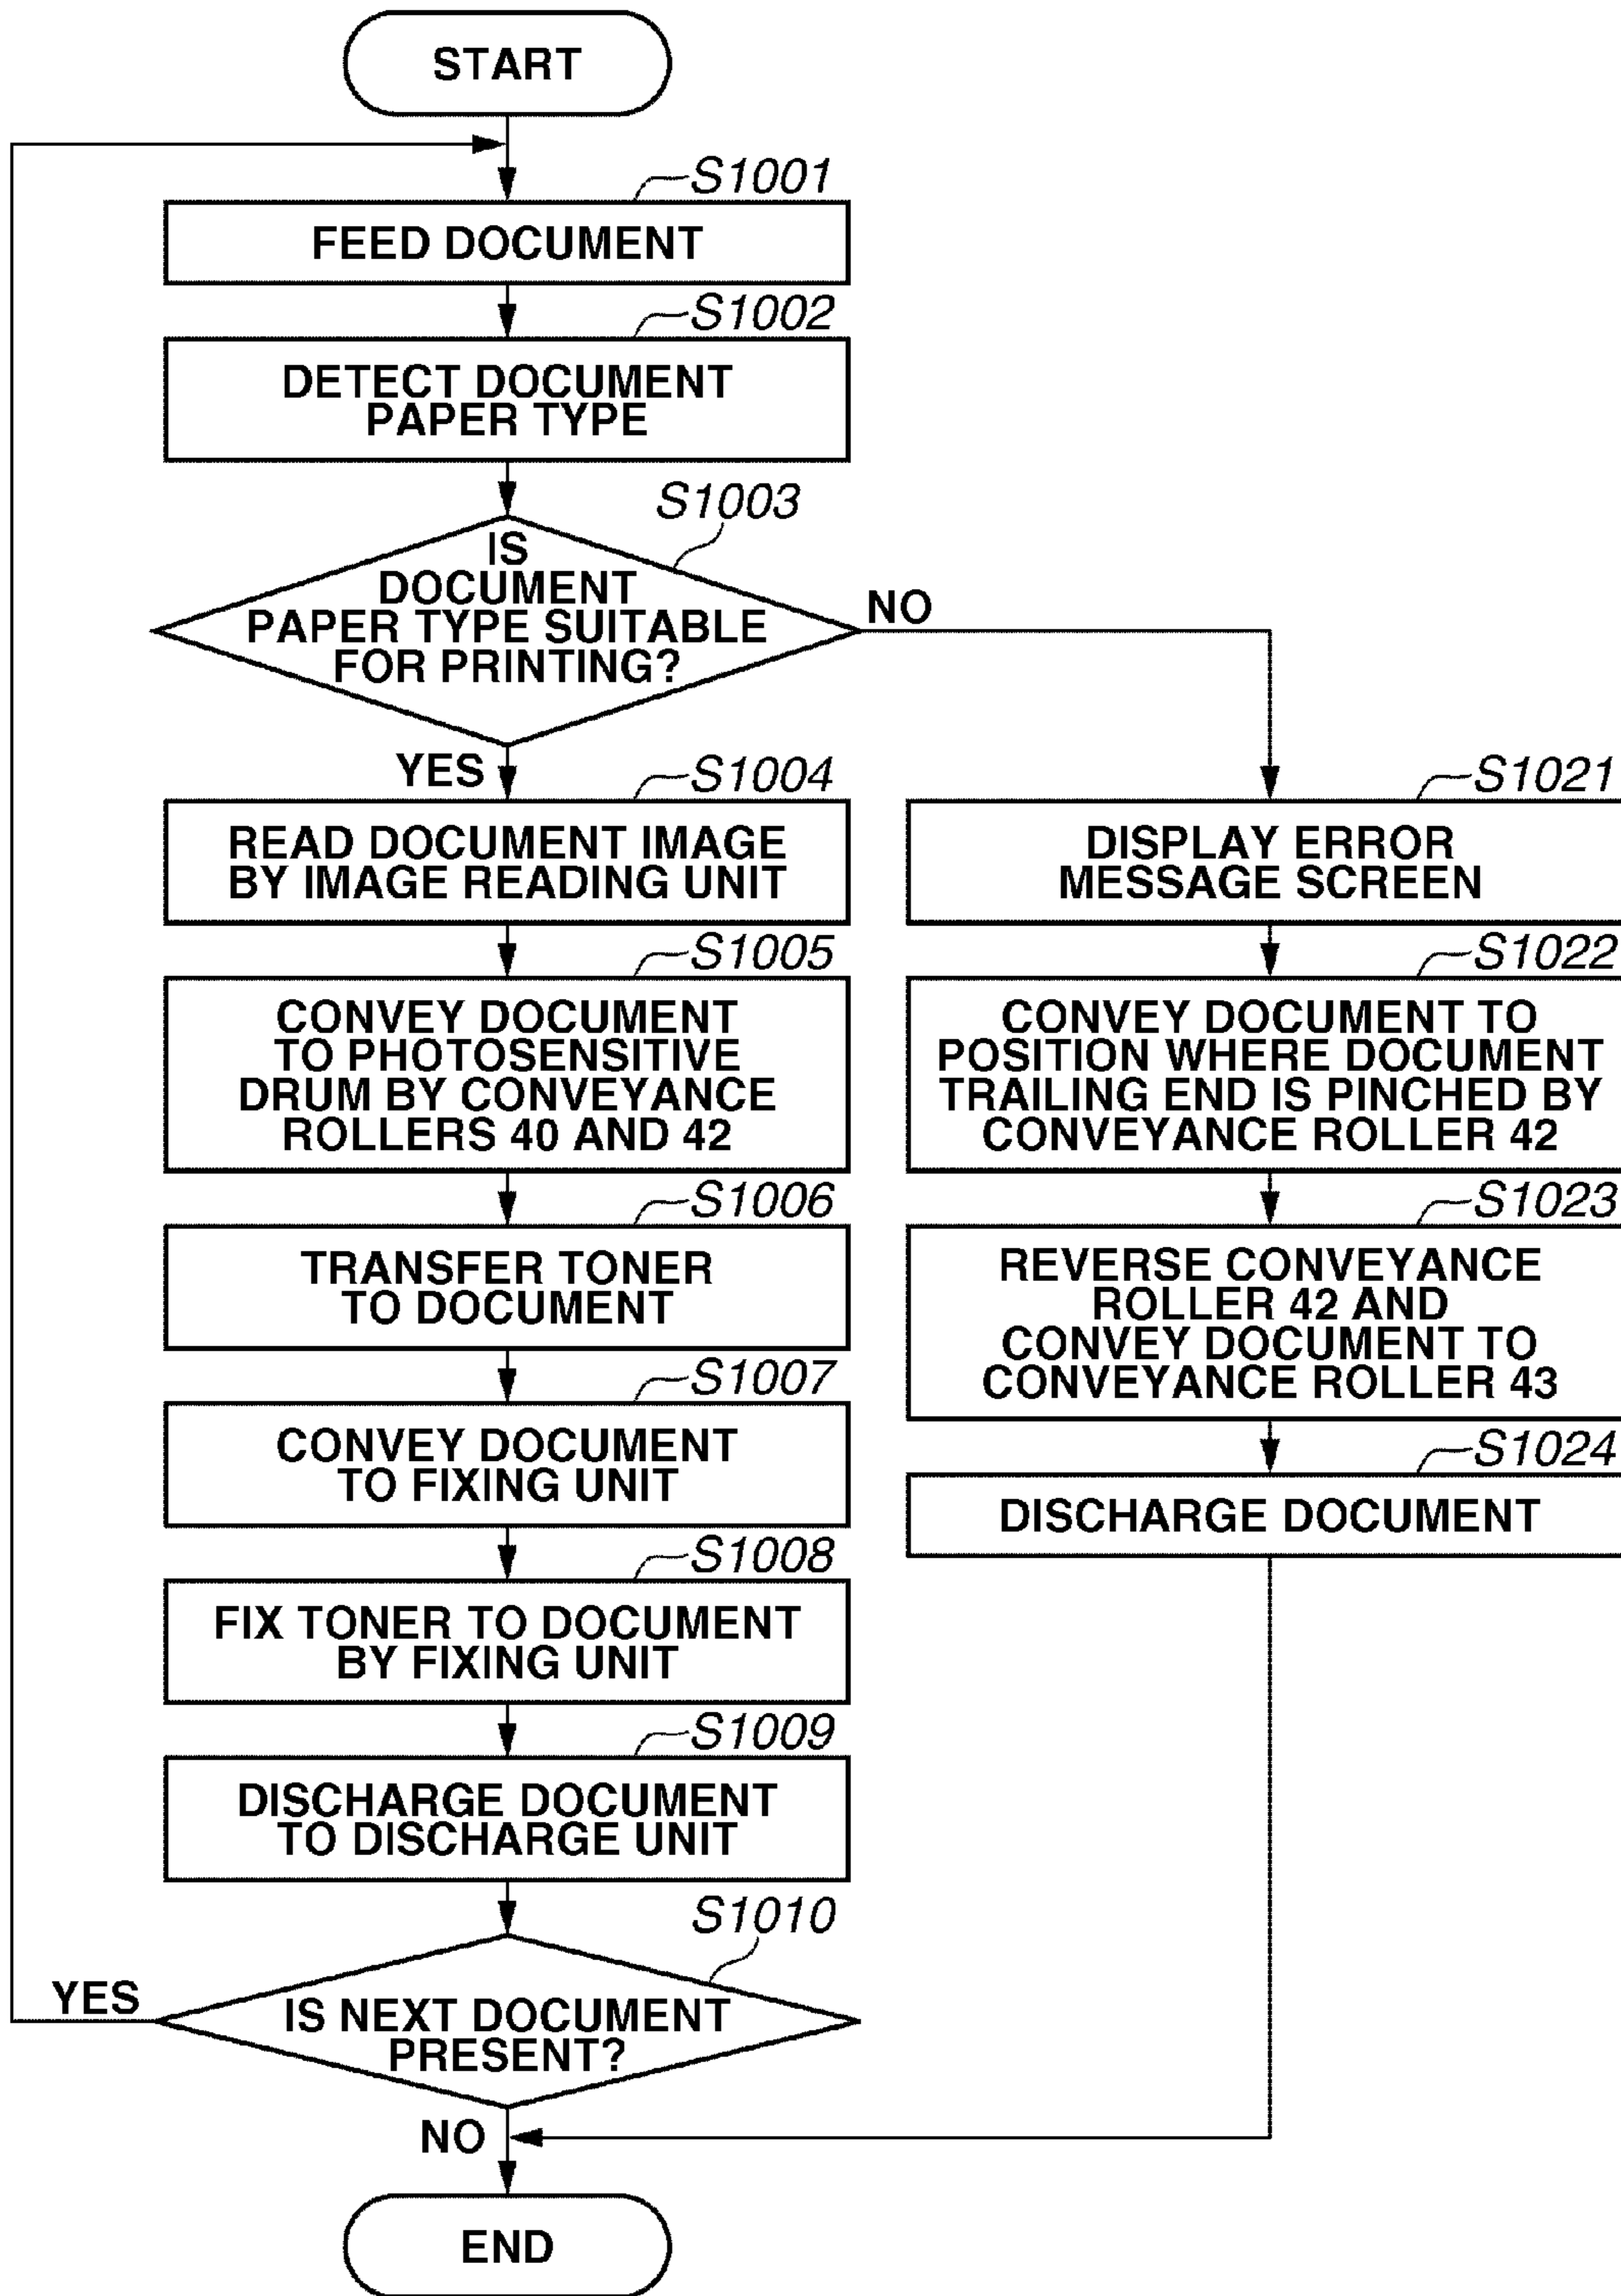 START
S1001
FEED DOCUMENT
S1002
DETECT DOCUMENT
PAPER TYPE
S1003
IS
DOCUMENT
PAPER TYPE SUITABLE
FOR PRINTING?
NO
YES
S1004
READ DOCUMENT IMAGE
BY IMAGE READING UNIT
S1005
CONVEY DOCUMENT
TO PHOTOSENSITIVE
DRUM BY CONVEYANCE
ROLLERS 40 AND 42
S1006
TRANSFER TONER
TO DOCUMENT
S1007
CONVEY DOCUMENT
TO FIXING UNIT
S1008
FIX TONER TO DOCUMENT
BY FIXING UNIT
S1009
DISCHARGE DOCUMENT
TO DISCHARGE UNIT
S1010
IS NEXT DOCUMENT
PRESENT?
YES
NO
S1021
DISPLAY ERROR
MESSAGE SCREEN
S1022
CONVEY DOCUMENT TO
POSITION WHERE DOCUMENT
TRAILING END IS PINCHED BY
CONVEYANCE ROLLER 42
S1023
REVERSE CONVEYANCE
ROLLER 42 AND
CONVEY DOCUMENT TO
CONVEYANCE ROLLER 43
S1024
DISCHARGE DOCUMENT
END